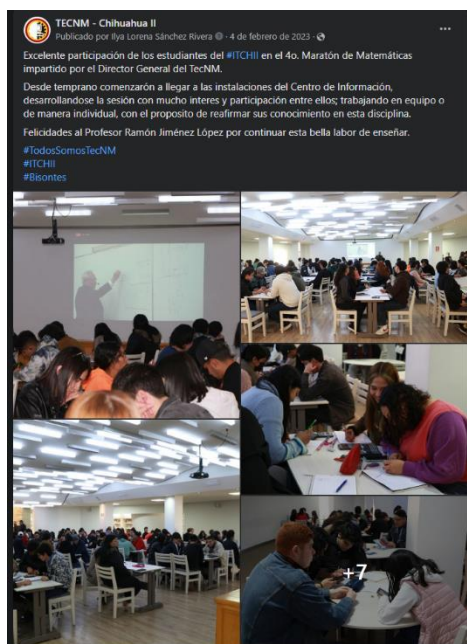 TECNM - Chihuahua II
Publicado por Ilya Lorena Sánchez Rivera · 4 de febrero de 2023 ·
Excelente participación de los estudiantes del #ITCHII en el 4o. Maratón de Matemáticas
impartido por el Director General del TecNM.
Desde temprano comenzarón a llegar a las instalaciones del Centro de Información,
desarrollandose la sesión con mucho interes y participación entre ellos; trabajando en equipo o
de manera individual, con el proposito de reafirmar sus conocimiento en esta disciplina.
Felicidades al Profesor Ramón Jiménez López por continuar esta bella labor de enseñar.
#TodosSomosTecNM
#ITCHII
#Bisontes
+7